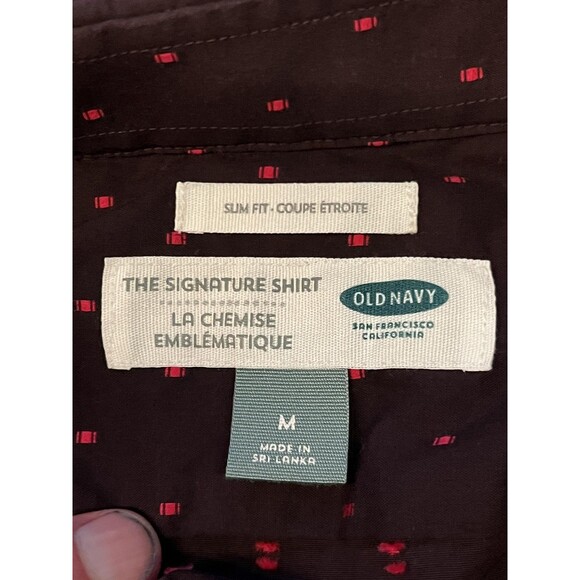 SLIM FIT • COUPE ÉTROITE
THE SIGNATURE SHIRT
LA CHEMISE
EMBLÉMATIQUE
OLD NAVY
SAN FRANCISCO
CALIFORNIA
M
MADE IN
SRI LANKA